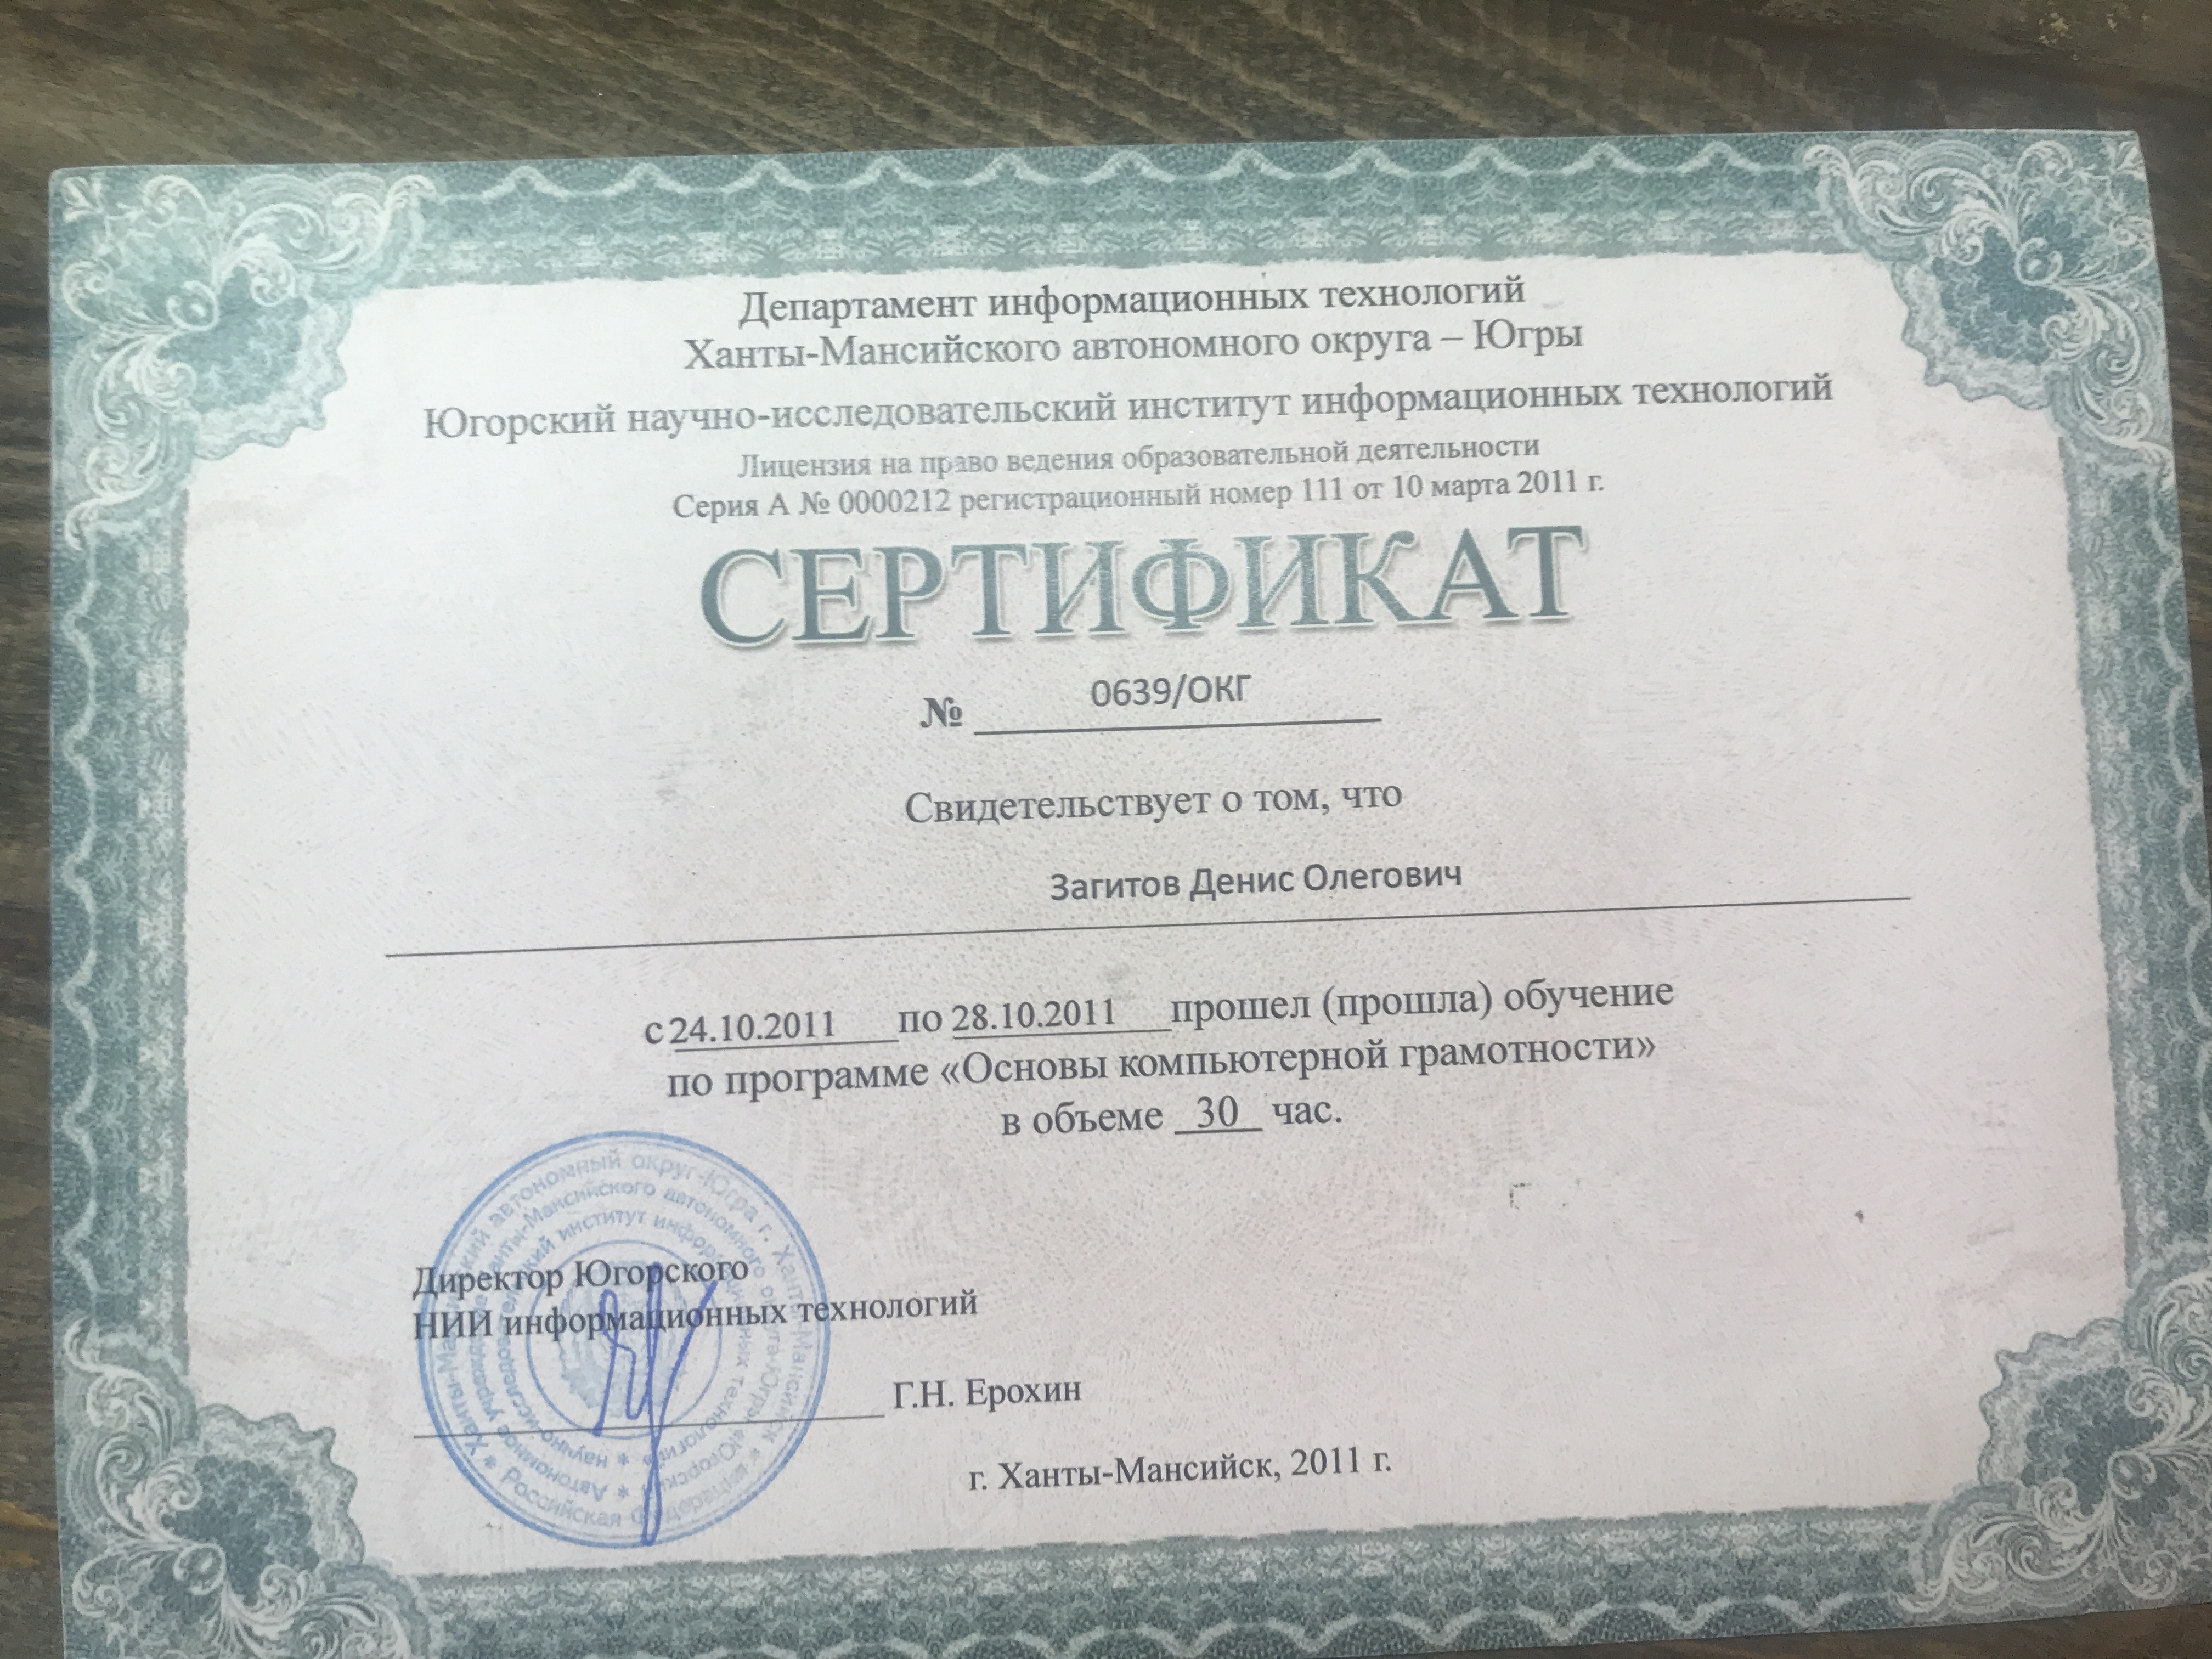 Департамент информационных технологий
Ханты-Мансийского автономного округа – Югры
Югорский научно-исследовательский институт информационных технологий
Лицензия на право ведения образовательной деятельности
Серия А № 0000212 регистрационный номер 111 от 10 марта 2011 г.
СЕРТИФИКАТ
№ 0639/ОКГ
Свидетельствует о том, что
Загитов Денис Олегович
с 24.10.2011 по 28.10.2011 прошел (прошла) обучение
по программе «Основы компьютерной грамотности»
в объеме 30 час.
Директор Югорского
НИИ информационных технологий
Г.Н. Ерохин
г. Ханты-Мансийск, 2011 г.
автономный округ-Югра г. Ханты-Мансийск * Российская Федерация *
Автономное учреждение Ханты-Мансийского автономного округа-Югры «Югорский
научно-исследовательский институт информационных технологий» *